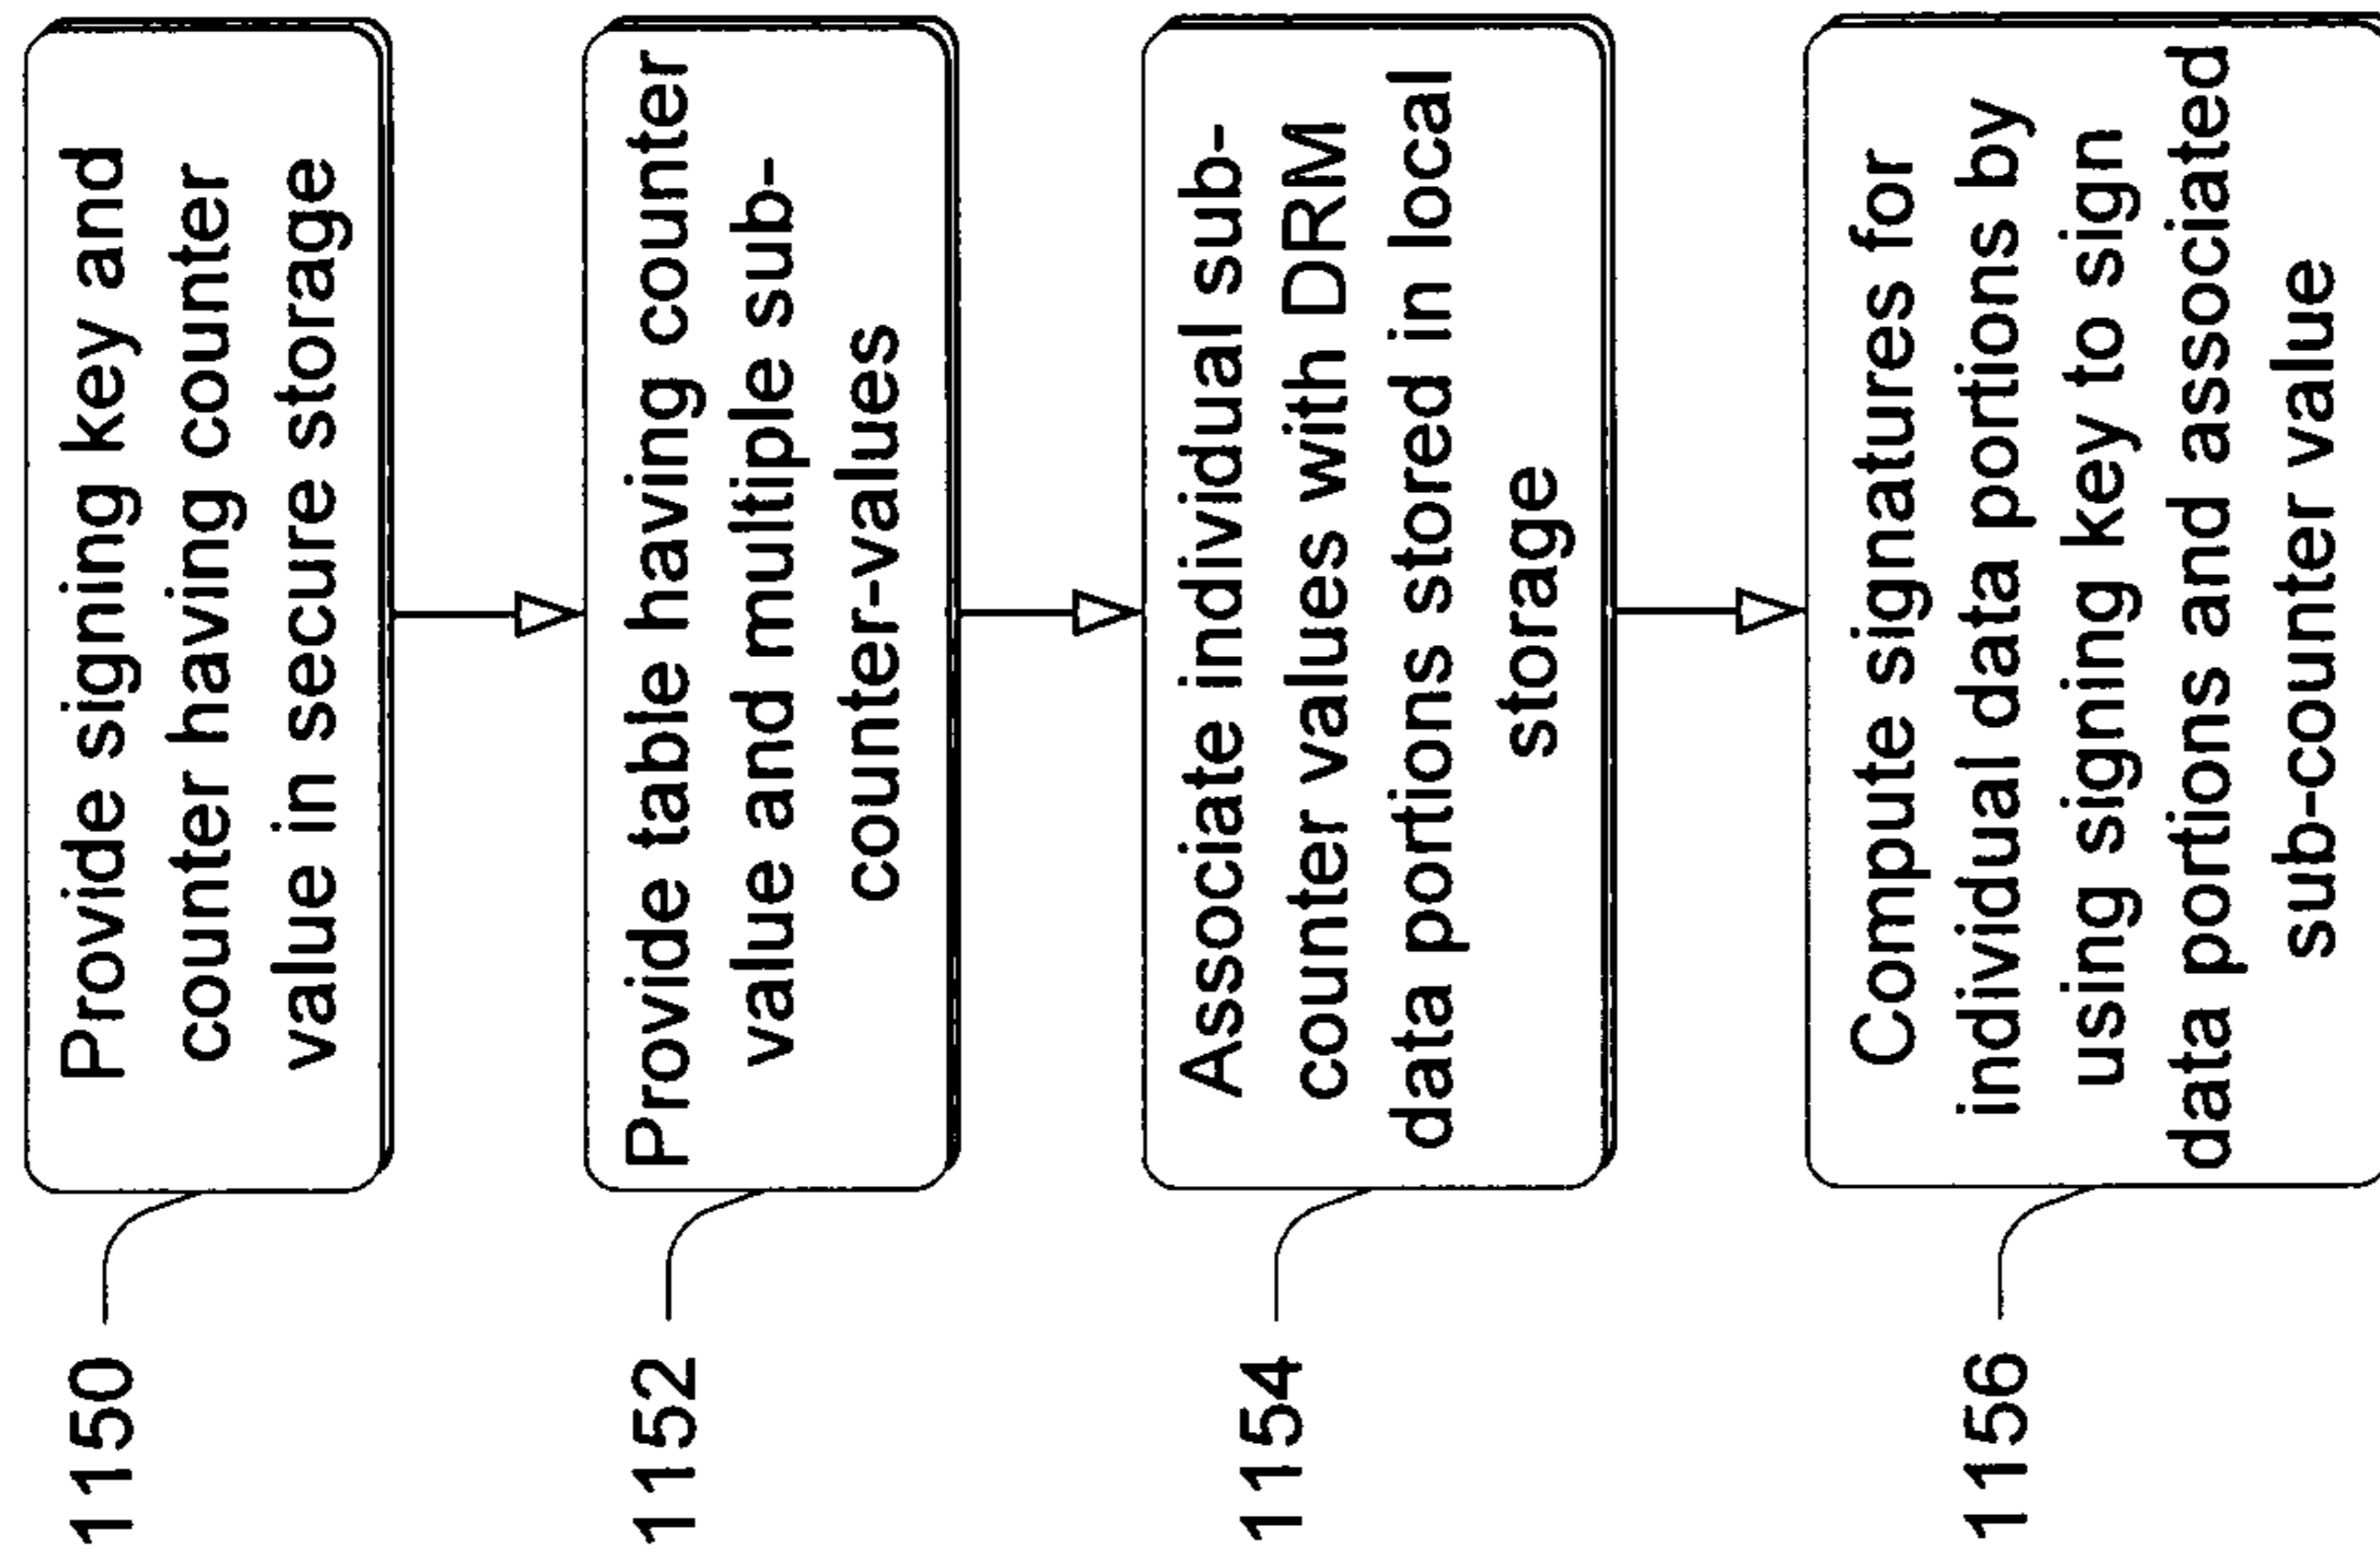 1150
Provide signing key and
counter having counter
value in secure storage
1152
Provide table having counter
value and multiple sub-
counter-values
1154
Associate individual sub-
counter values with DRM
data portions stored in local
storage
1156
Compute signatures for
individual data portions by
using signing key to sign
data portions and associated
sub-counter value